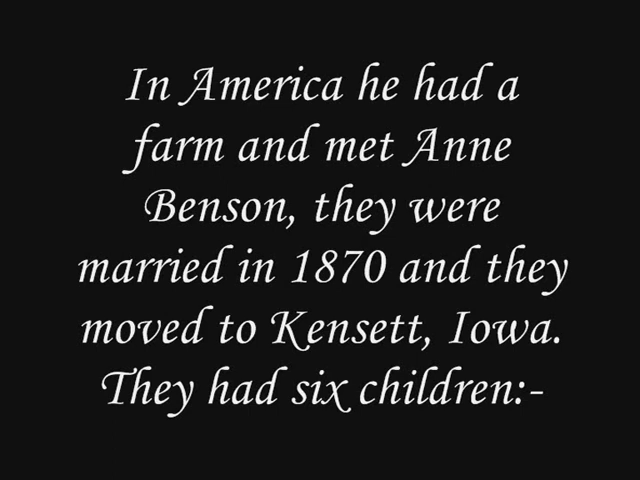 In America he had a
farm and met Anne
Benson, they were
married in 1870 and they
moved to Kensett, Iowa.
They had six children:-